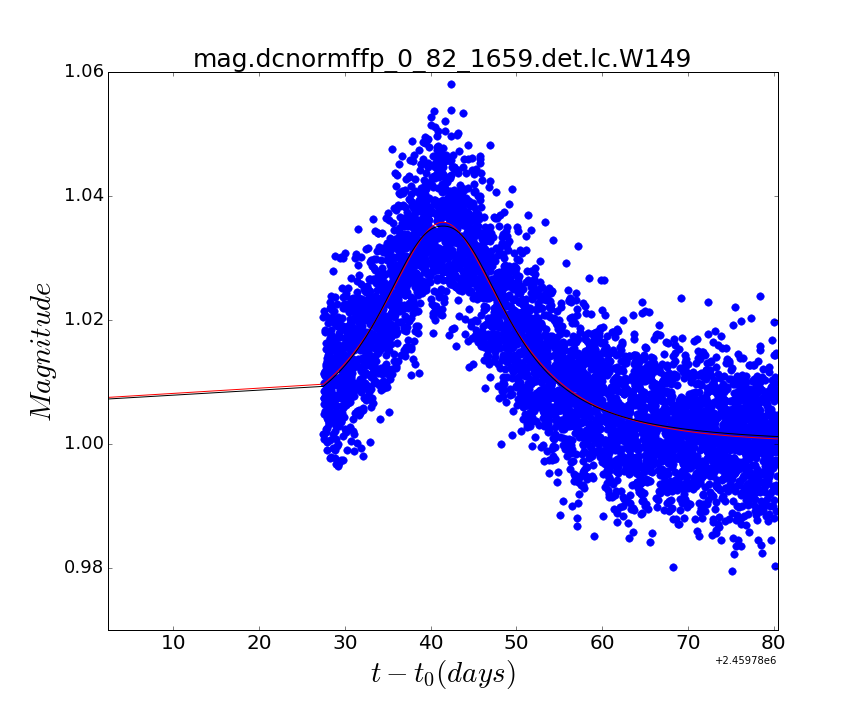 mag.dcnormffp_0_82_1659.det.lc.W149
1.06
1.04
1.02
1.00
0.98
Magnitude
10 20 30 40 50 60 70 80
+2.45978e6
t − t₀(days)